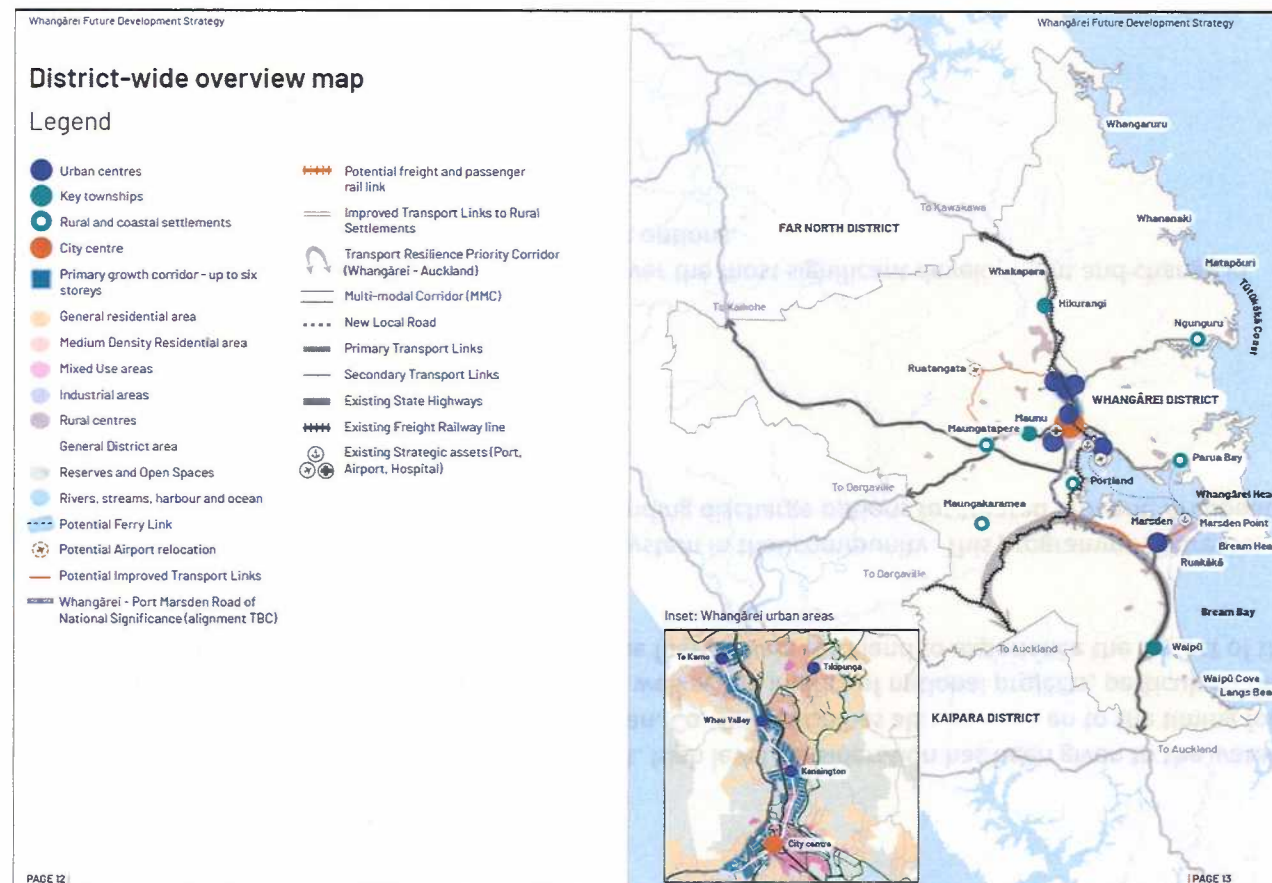 Whangārei Future Development Strategy
District-wide overview map
Legend
Urban centres
Key townships
Rural and coastal settlements
City centre
Primary growth corridor - up to six
storeys
General residential area
Medium Density Residential area
Mixed Use areas
Industrial areas
Rural centres
General District area
Reserves and Open Spaces
Rivers, streams, harbour and ocean
Potential Ferry Link
Potential Airport relocation
Potential Improved Transport Links
Whangārei - Port Marsden Road of
National Significance (alignment TBC)
Potential freight and passenger
rail link
Improved Transport Links to Rural
Settlements
Transport Resilience Priority Corridor
(Whangārei - Auckland)
Multi-modal Corridor (MMC)
New Local Road
Primary Transport Links
Secondary Transport Links
Existing State Highways
Existing Freight Railway line
Existing Strategic assets (Port,
Airport, Hospital)
PAGE 12
Whangārei Future Development Strategy
Whangaruru
To Kawakawa
FAR NORTH DISTRICT
Whananaki
Whakapara
Matapōuri
To Kaikohe
Hikurangi
Tūtūkākā Coast
Ngunguru
Ruatangata
WHANGĀREI DISTRICT
Maunu
Maungatapere
Parua Bay
To Dargaville
Portland
Whangārei Hea
Maungakaramea
Marsden
Marsden Point
Bream Hea
Ruakākā
To Dargaville
Bream Bay
Inset: Whangārei urban areas
To Auckland
Waipū
Te Kamo
Tikipunga
Waipū Cove
Langs Bea
Whau Valley
KAIPARA DISTRICT
To Auckland
Kensington
City centre
PAGE 13